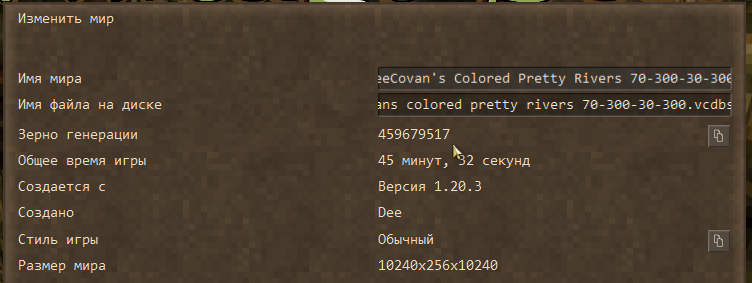 Изменить мир
Имя мира eeCovan's Colored Pretty Rivers 70-300-30-300
Имя файла на диске ans colored pretty rivers 70-300-30-300.vcdbs
Зерно генерации 459679517
Общее время игры 45 минут, 32 секунд
Создается с Версия 1.20.3
Создано Dee
Стиль игры Обычный
Размер мира 10240x256x10240